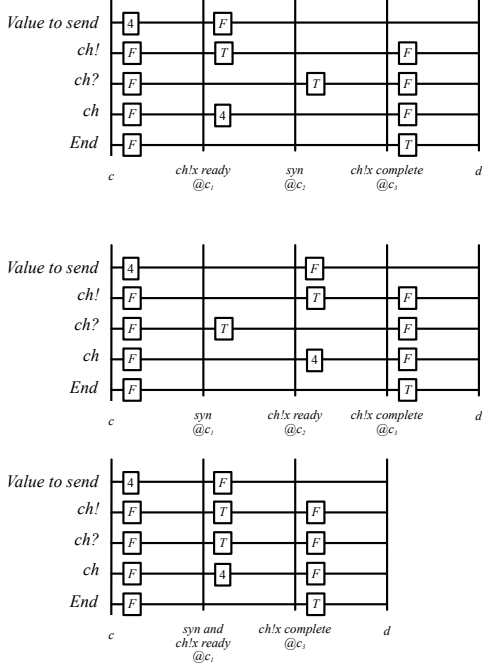 Value to send 4 F
ch! F T F
ch? F T F
ch F 4 F
End F T
c ch!x ready @c₁ syn @c₂ ch!x complete @c₃ d
Value to send 4 F
ch! F T F
ch? F T F
ch F 4 F
End F T
c syn @c₁ ch!x ready @c₂ ch!x complete @c₃ d
Value to send 4 F
ch! F T F
ch? F T F
ch F 4 F
End F T
c syn and ch!x ready @c₁ ch!x complete @c₃ d